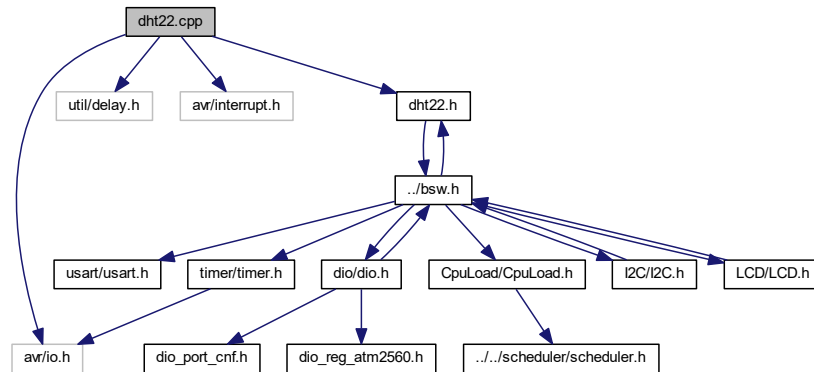 dht22.cpp
util/delay.h
avr/interrupt.h
dht22.h
../bsw.h
usart/usart.h
timer/timer.h
dio/dio.h
CpuLoad/CpuLoad.h
I2C/I2C.h
LCD/LCD.h
avr/io.h
dio_port_cnf.h
dio_reg_atm2560.h
../../scheduler/scheduler.h